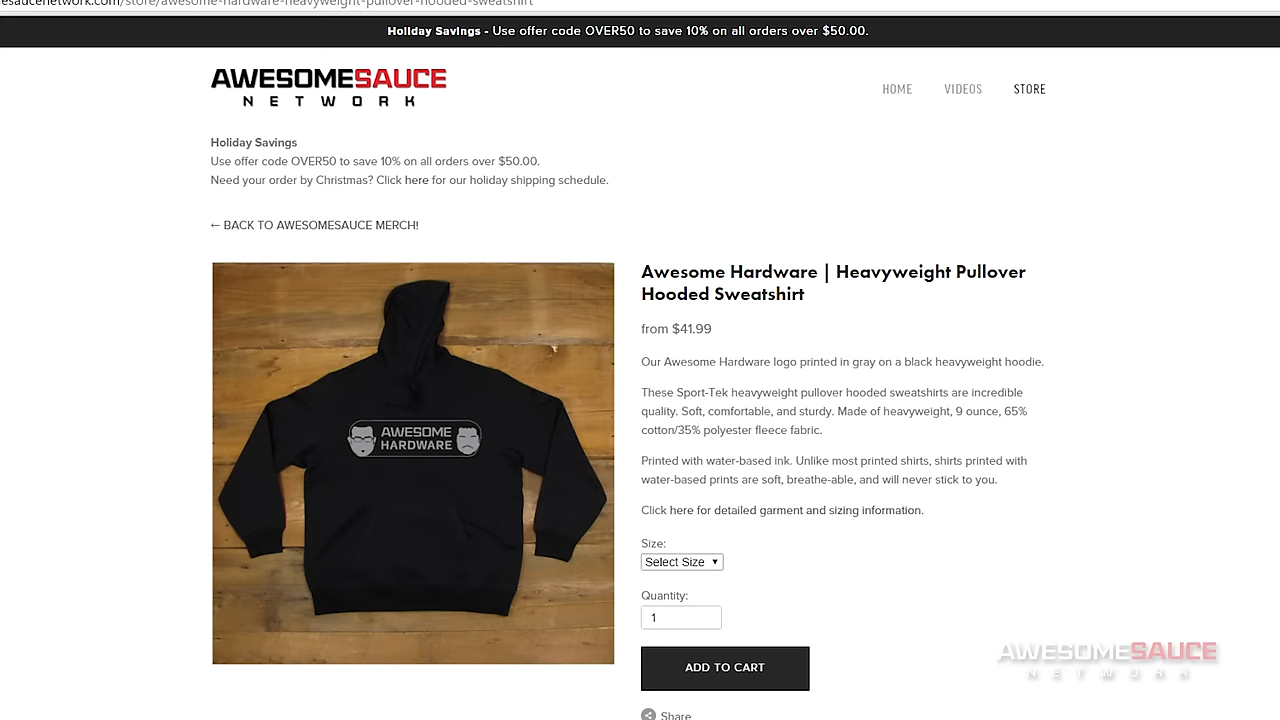 esaucenetwork.com/store/awesome-hardware-heavyweight-pullover-hooded-sweatshirt
Holiday Savings - Use offer code OVER50 to save 10% on all orders over $50.00.
AWESOMESAUCE
NETWORK
HOME
VIDEOS
STORE
Holiday Savings
Use offer code OVER50 to save 10% on all orders over $50.00.
Need your order by Christmas? Click here for our holiday shipping schedule.
← BACK TO AWESOMESAUCE MERCH!
AWESOME
HARDWARE
Awesome Hardware | Heavyweight Pullover
Hooded Sweatshirt
from $41.99
Our Awesome Hardware logo printed in gray on a black heavyweight hoodie.
These Sport-Tek heavyweight pullover hooded sweatshirts are incredible
quality. Soft, comfortable, and sturdy. Made of heavyweight, 9 ounce, 65%
cotton/35% polyester fleece fabric.
Printed with water-based ink. Unlike most printed shirts, shirts printed with
water-based prints are soft, breathe-able, and will never stick to you.
Click here for detailed garment and sizing information.
Size:
Select Size ▼
Quantity:
1
ADD TO CART
Share
AWESOMESAUCE
NETWORK